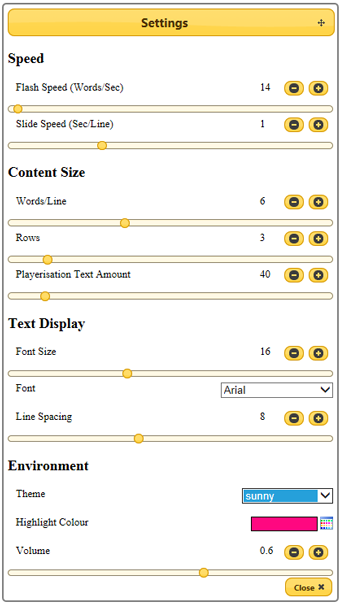 Settings
Speed
Flash Speed (Words/Sec) 14
Slide Speed (Sec/Line) 1
Content Size
Words/Line 6
Rows 3
Playerisation Text Amount 40
Text Display
Font Size 16
Font Arial
Line Spacing 8
Environment
Theme sunny
Highlight Colour
Volume 0.6
Close